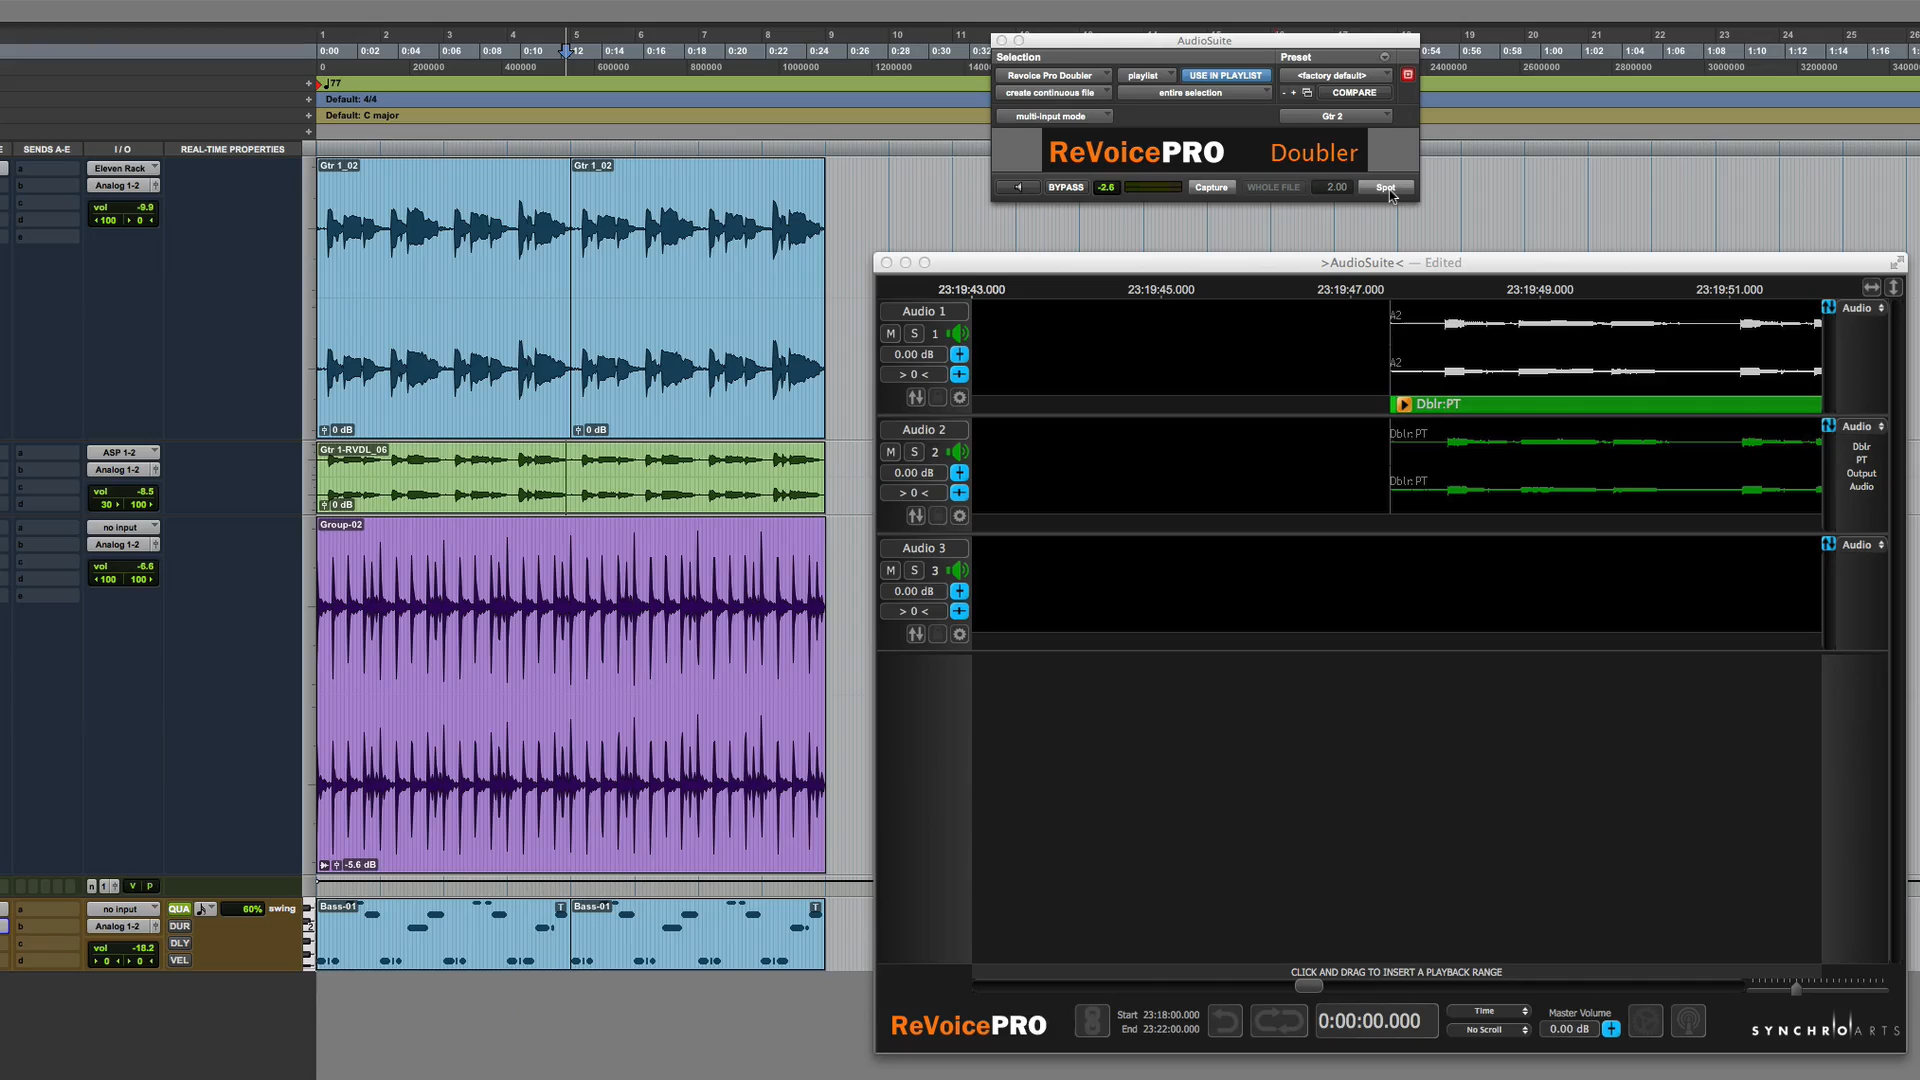 1 2 3 4 5 6 7 8 9 10 11 19 20 21 22 23 24 25 26
0:00 0:02 0:04 0:06 0:08 0:10 0:12 0:14 0:16 0:18 0:20 0:22 0:24 0:26 0:28 0:30 0:32 0:54 0:56 0:58 1:00 1:02 1:04 1:06 1:08 1:10 1:12 1:14 1:16 1:18
0 200000 400000 600000 800000 1000000 1200000 2400000 2600000 2800000 3000000 3200000
77
Default: 4/4
Default: C major
SENDS A-E I / O REAL-TIME PROPERTIES
AudioSuite
Selection Preset
Revoice Pro Doubler playlist USE IN PLAYLIST <factory default>
create continuous file entire selection - + COMPARE
multi-input mode Gtr 2
ReVoicePRO Doubler
BYPASS -2.6 Capture WHOLE FILE 2.00 Spot
a Eleven Rack
b Analog 1-2
c
d
e
vol -9.9
100 0
Gtr 1_02 Gtr 1_02
0 dB 0 dB
a ASP 1-2
b Analog 1-2
c
d
vol -8.5
30 100
Gtr 1-RVDL_06
0 dB
a no input
b Analog 1-2
c
d
e
vol -6.6
100 100
Group-02
-5.6 dB
n 1 v p
a no input QUA 60% swing
b Analog 1-2 DUR
c DLY
d VEL
vol -18.2
0 0
2
Bass-01 T Bass-01 T
>AudioSuite< — Edited
23:19:43.000 23:19:45.000 23:19:47.000 23:19:49.000 23:19:51.000
Audio 1
M S 1
0.00 dB
> 0 <
A2
A2
Dblr:PT
Audio
Audio 2
M S 2
0.00 dB
> 0 <
Dblr:PT
Dblr:PT
Audio
Dblr
PT
Output
Audio
Audio 3
M S 3
0.00 dB
> 0 <
Audio
CLICK AND DRAG TO INSERT A PLAYBACK RANGE
ReVoicePRO
Start 23:18:00.000
End 23:22:00.000
0:00:00.000
Time
No Scroll
Master Volume
0.00 dB
SYNCHROARTS